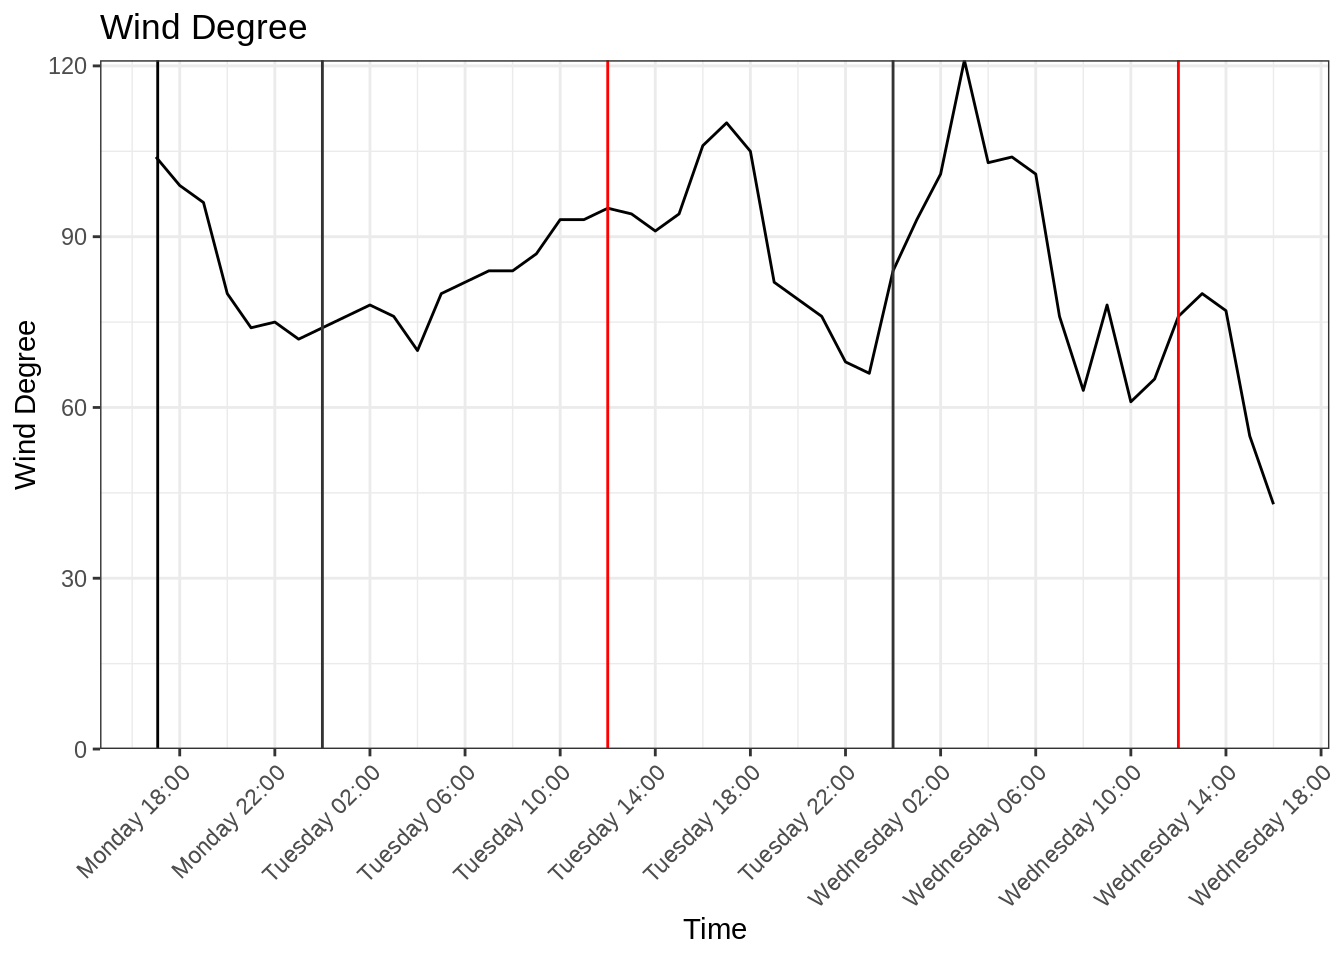 Wind Degree
120
90
60
30
0
Wind Degree
Monday 18:00
Monday 22:00
Tuesday 02:00
Tuesday 06:00
Tuesday 10:00
Tuesday 14:00
Tuesday 18:00
Tuesday 22:00
Wednesday 02:00
Wednesday 06:00
Wednesday 10:00
Wednesday 14:00
Wednesday 18:00
Time